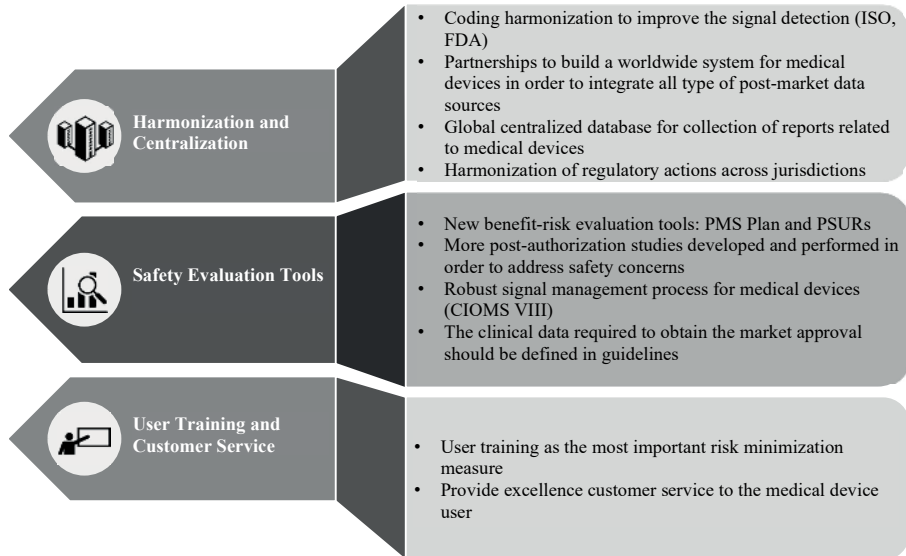 Harmonization and
Centralization
• Coding harmonization to improve the signal detection (ISO,
FDA)
• Partnerships to build a worldwide system for medical
devices in order to integrate all type of post-market data
sources
• Global centralized database for collection of reports related
to medical devices
• Harmonization of regulatory actions across jurisdictions
Safety Evaluation Tools
• New benefit-risk evaluation tools: PMS Plan and PSURs
• More post-authorization studies developed and performed in
order to address safety concerns
• Robust signal management process for medical devices
(CIOMS VIII)
• The clinical data required to obtain the market approval
should be defined in guidelines
User Training and
Customer Service
• User training as the most important risk minimization
measure
• Provide excellence customer service to the medical device
user